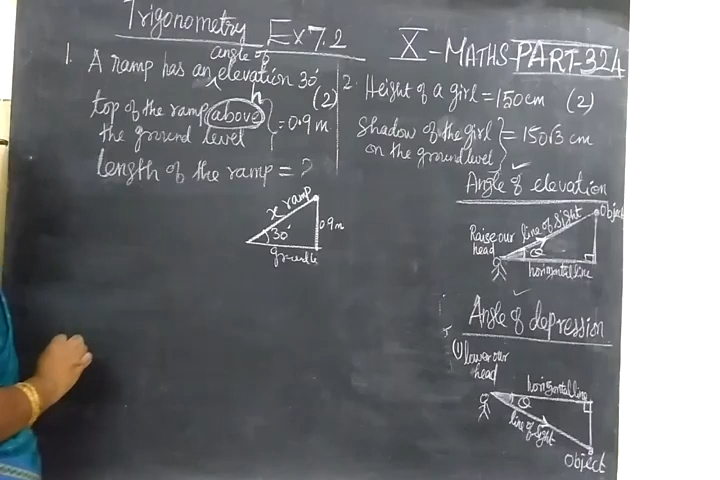 Trigonometry Ex 7.2
X - MATHS PART-324
1. A ramp has an angle of elevation 30°
(2)
top of the ramp above h
the ground level } = 0.9 m
length of the ramp = ?
x ramp
30°
0.9m
2. Height of a girl = 150 cm (2)
Shadow of the girl
on the ground level } = 150√3 cm
Angle of elevation
Object
line of sight
Raise our
head
θ
horizontal line
Angle of depression
(1) lower our
head
horizontal line
θ
line of sight
Object